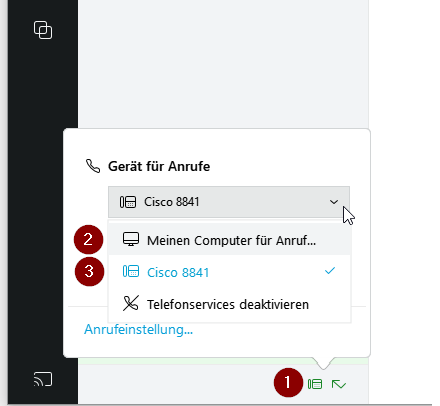 Gerät für Anrufe
Cisco 8841
2 Meinen Computer für Anruf...
3 Cisco 8841
Telefonservices deaktivieren
Anrufeinstellung...
1